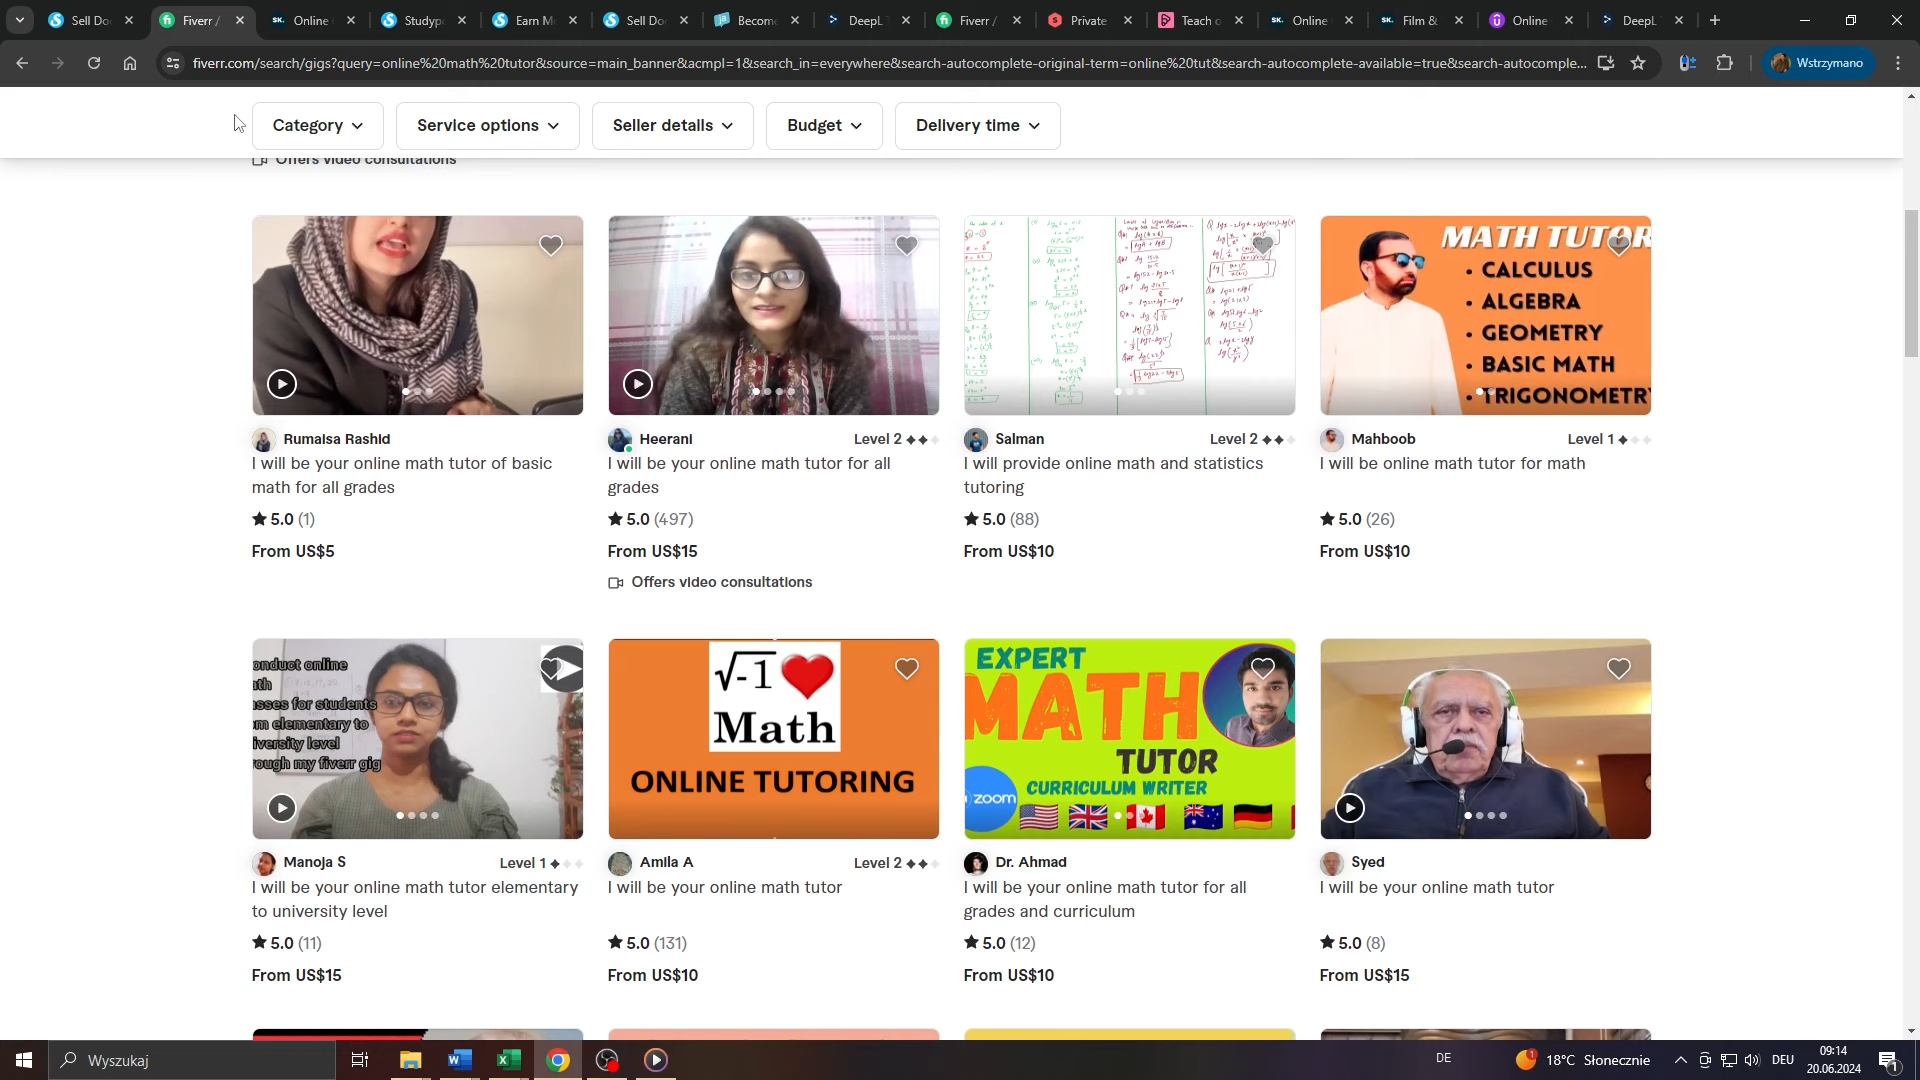 Sell Do
Fiverr /
Online
Studyp
Earn M
Sell Do
Become
DeepL
Fiverr /
Private
Teach o
Online
Film &
Online
DeepL
fiverr.com/search/gigs?query=online%20math%20tutor&source=main_banner&acmpl=1&search_in=everywhere&search-autocomplete-original-term=online%20tut&search-autocomplete-available=true&search-autocomple...
Wstrzymano
Category
Service options
Seller details
Budget
Delivery time
Offers video consultations
MATH TUTOR
• CALCULUS
• ALGEBRA
• GEOMETRY
• BASIC MATH
• TRIGONOMETRY
Rumaisa Rashid
I will be your online math tutor of basic
math for all grades
5.0 (1)
From US$5
Heerani
Level 2
I will be your online math tutor for all
grades
5.0 (497)
From US$15
Offers video consultations
Salman
Level 2
I will provide online math and statistics
tutoring
5.0 (88)
From US$10
Mahboob
Level 1
I will be online math tutor for math
5.0 (26)
From US$10
onduct online
ath
asses for students
om elementary to
iversity level
rough my fiverr gig
√-1
Math
ONLINE TUTORING
EXPERT
MATH
TUTOR
CURRICULUM WRITER
zoom
Manoja S
Level 1
I will be your online math tutor elementary
to university level
5.0 (11)
From US$15
Amila A
Level 2
I will be your online math tutor
5.0 (131)
From US$10
Dr. Ahmad
I will be your online math tutor for all
grades and curriculum
5.0 (12)
From US$10
Syed
I will be your online math tutor
5.0 (8)
From US$15
Wyszukaj
DE
18°C Słonecznie
DEU
09:14
20.06.2024